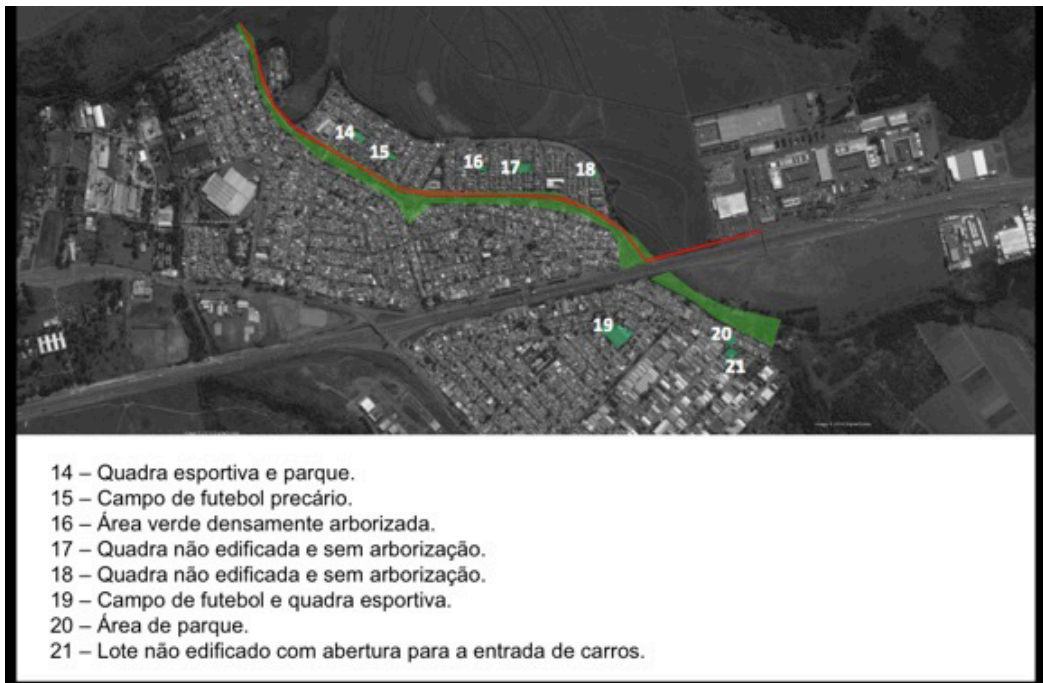 14
15
16
17
18
19
20
21
14 – Quadra esportiva e parque.
15 – Campo de futebol precário.
16 – Área verde densamente arborizada.
17 – Quadra não edificada e sem arborização.
18 – Quadra não edificada e sem arborização.
19 – Campo de futebol e quadra esportiva.
20 – Área de parque.
21 – Lote não edificado com abertura para a entrada de carros.